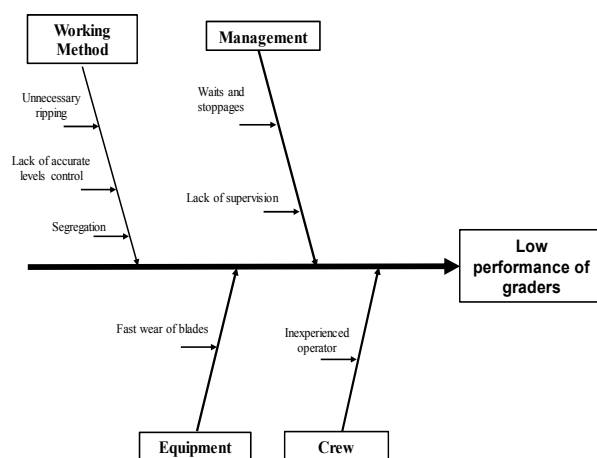 Working
Method
Management
Unnecessary
ripping
Waits and
stoppages
Lack of accurate
levels control
Lack of supervision
Segregation
Low
performance of
graders
Fast wear of blades
Inexperienced
operator
Equipment
Crew